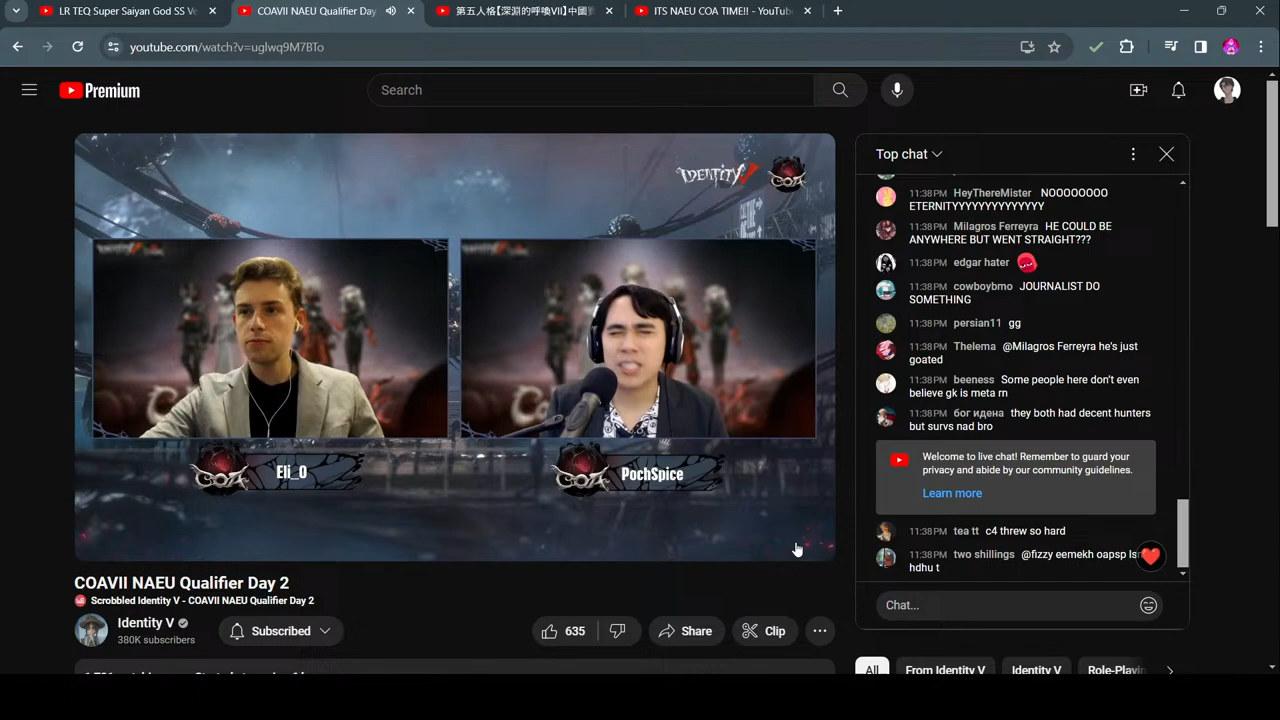 LR TEQ Super Saiyan God SS Ve
COAVII NAEU Qualifier Day
第五人格【深淵的呼喚VII】中國
ITS NAEU COA TIME!! - YouTub
youtube.com/watch?v=uglwq9M7BTo
Premium
Search
IDENTITY V
COA
Top chat
11:38PM HeyThereMister NOOOOOOOO
ETERNITYYYYYYYYYYYYY
11:38PM Milagros Ferreyra HE COULD BE
ANYWHERE BUT WENT STRAIGHT???
11:38PM edgar hater
11:38PM cowboybmo JOURNALIST DO
SOMETHING
11:38PM persian11 gg
11:38PM Thelema @Milagros Ferreyra he's just
goated
11:38PM beeness Some people here don't even
believe gk is meta rn
11:38PM бог идена they both had decent hunters
but survs nad bro
Welcome to live chat! Remember to guard your
privacy and abide by our community guidelines.
Learn more
11:38PM tea tt c4 threw so hard
11:38PM two shillings @fizzy eemekh oapsp
hdhu t
Chat...
COA
Eli_O
COA
PochSpice
COAVII NAEU Qualifier Day 2
Scrobbled Identity V - COAVII NAEU Qualifier Day 2
Identity V
380K subscribers
Subscribed
635
Share
Clip
All
From Identity V
Identity V
Role-Playin